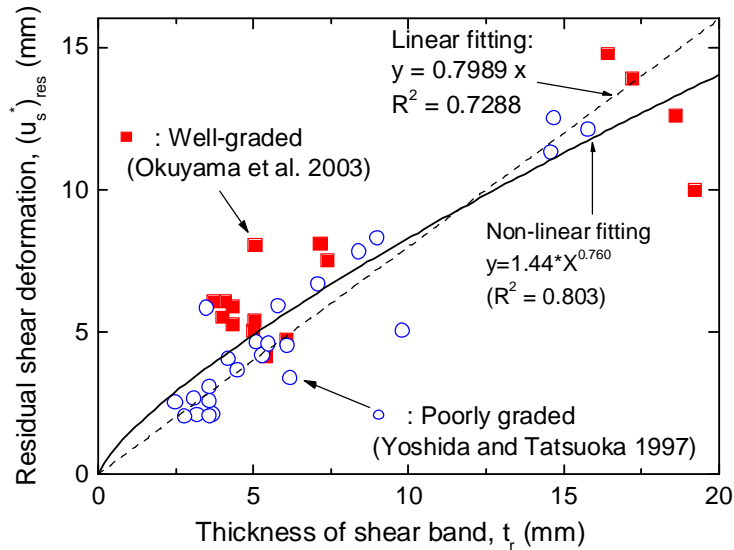 Residual shear deformation, (u_s^*)_res (mm)
15
10
5
0
Linear fitting:
y = 0.7989 x
R² = 0.7288
: Well-graded
(Okuyama et al. 2003)
Non-linear fitting
y=1.44*X^0.760
(R² = 0.803)
: Poorly graded
(Yoshida and Tatsuoka 1997)
0 5 10 15 20
Thickness of shear band, t_r (mm)